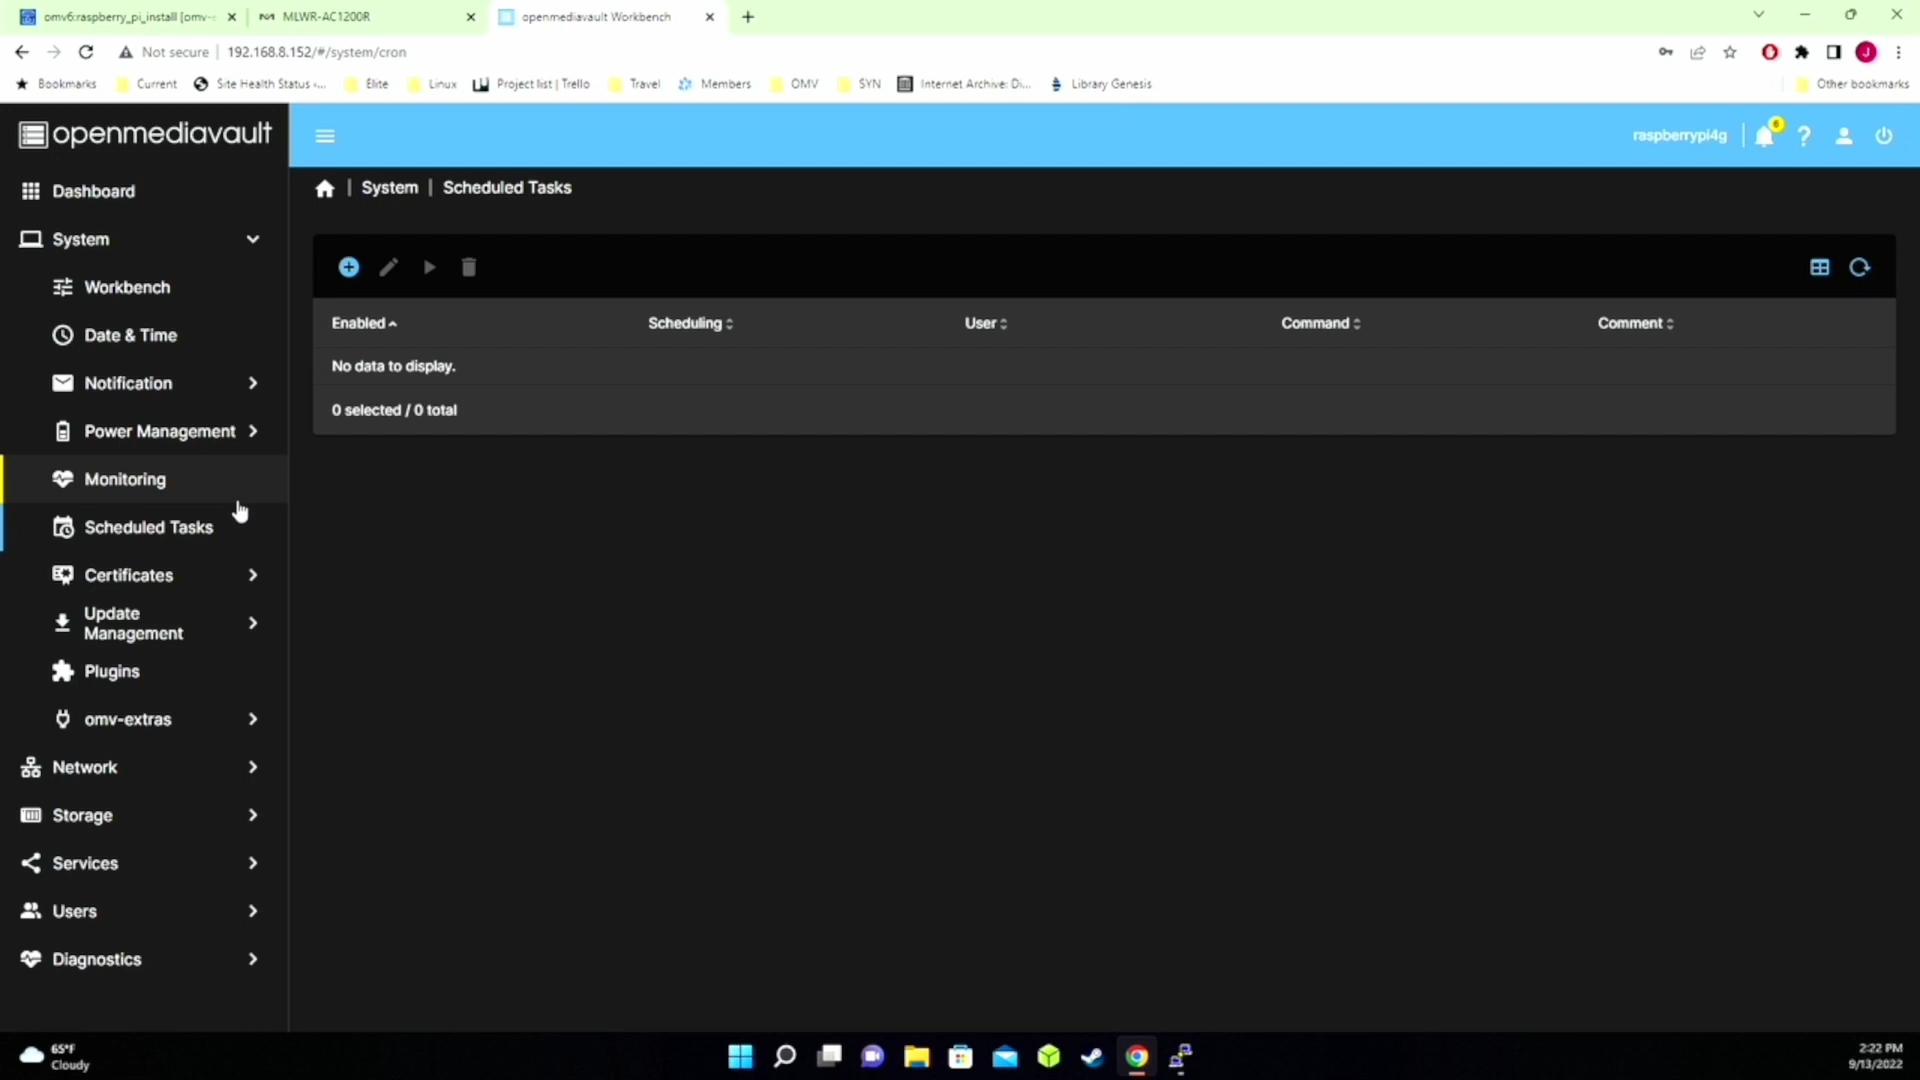 omv6:raspberry_pi_install [omv-
MLWR-AC1200R
openmediavault Workbench
Not secure
192.168.8.152/#/system/cron
Bookmarks
Current
Site Health Status ‹...
Elite
Linux
Project list | Trello
Travel
Members
OMV
SYN
Internet Archive: Di...
Library Genesis
Other bookmarks
openmediavault
raspberrypi4g
6
J
Dashboard
System
Workbench
Date & Time
Notification
Power Management
Monitoring
Scheduled Tasks
Certificates
Update
Management
Plugins
omv-extras
Network
Storage
Services
Users
Diagnostics
| System | Scheduled Tasks
Enabled
Scheduling
User
Command
Comment
No data to display.
0 selected / 0 total
65°F
Cloudy
2:22 PM
9/13/2022